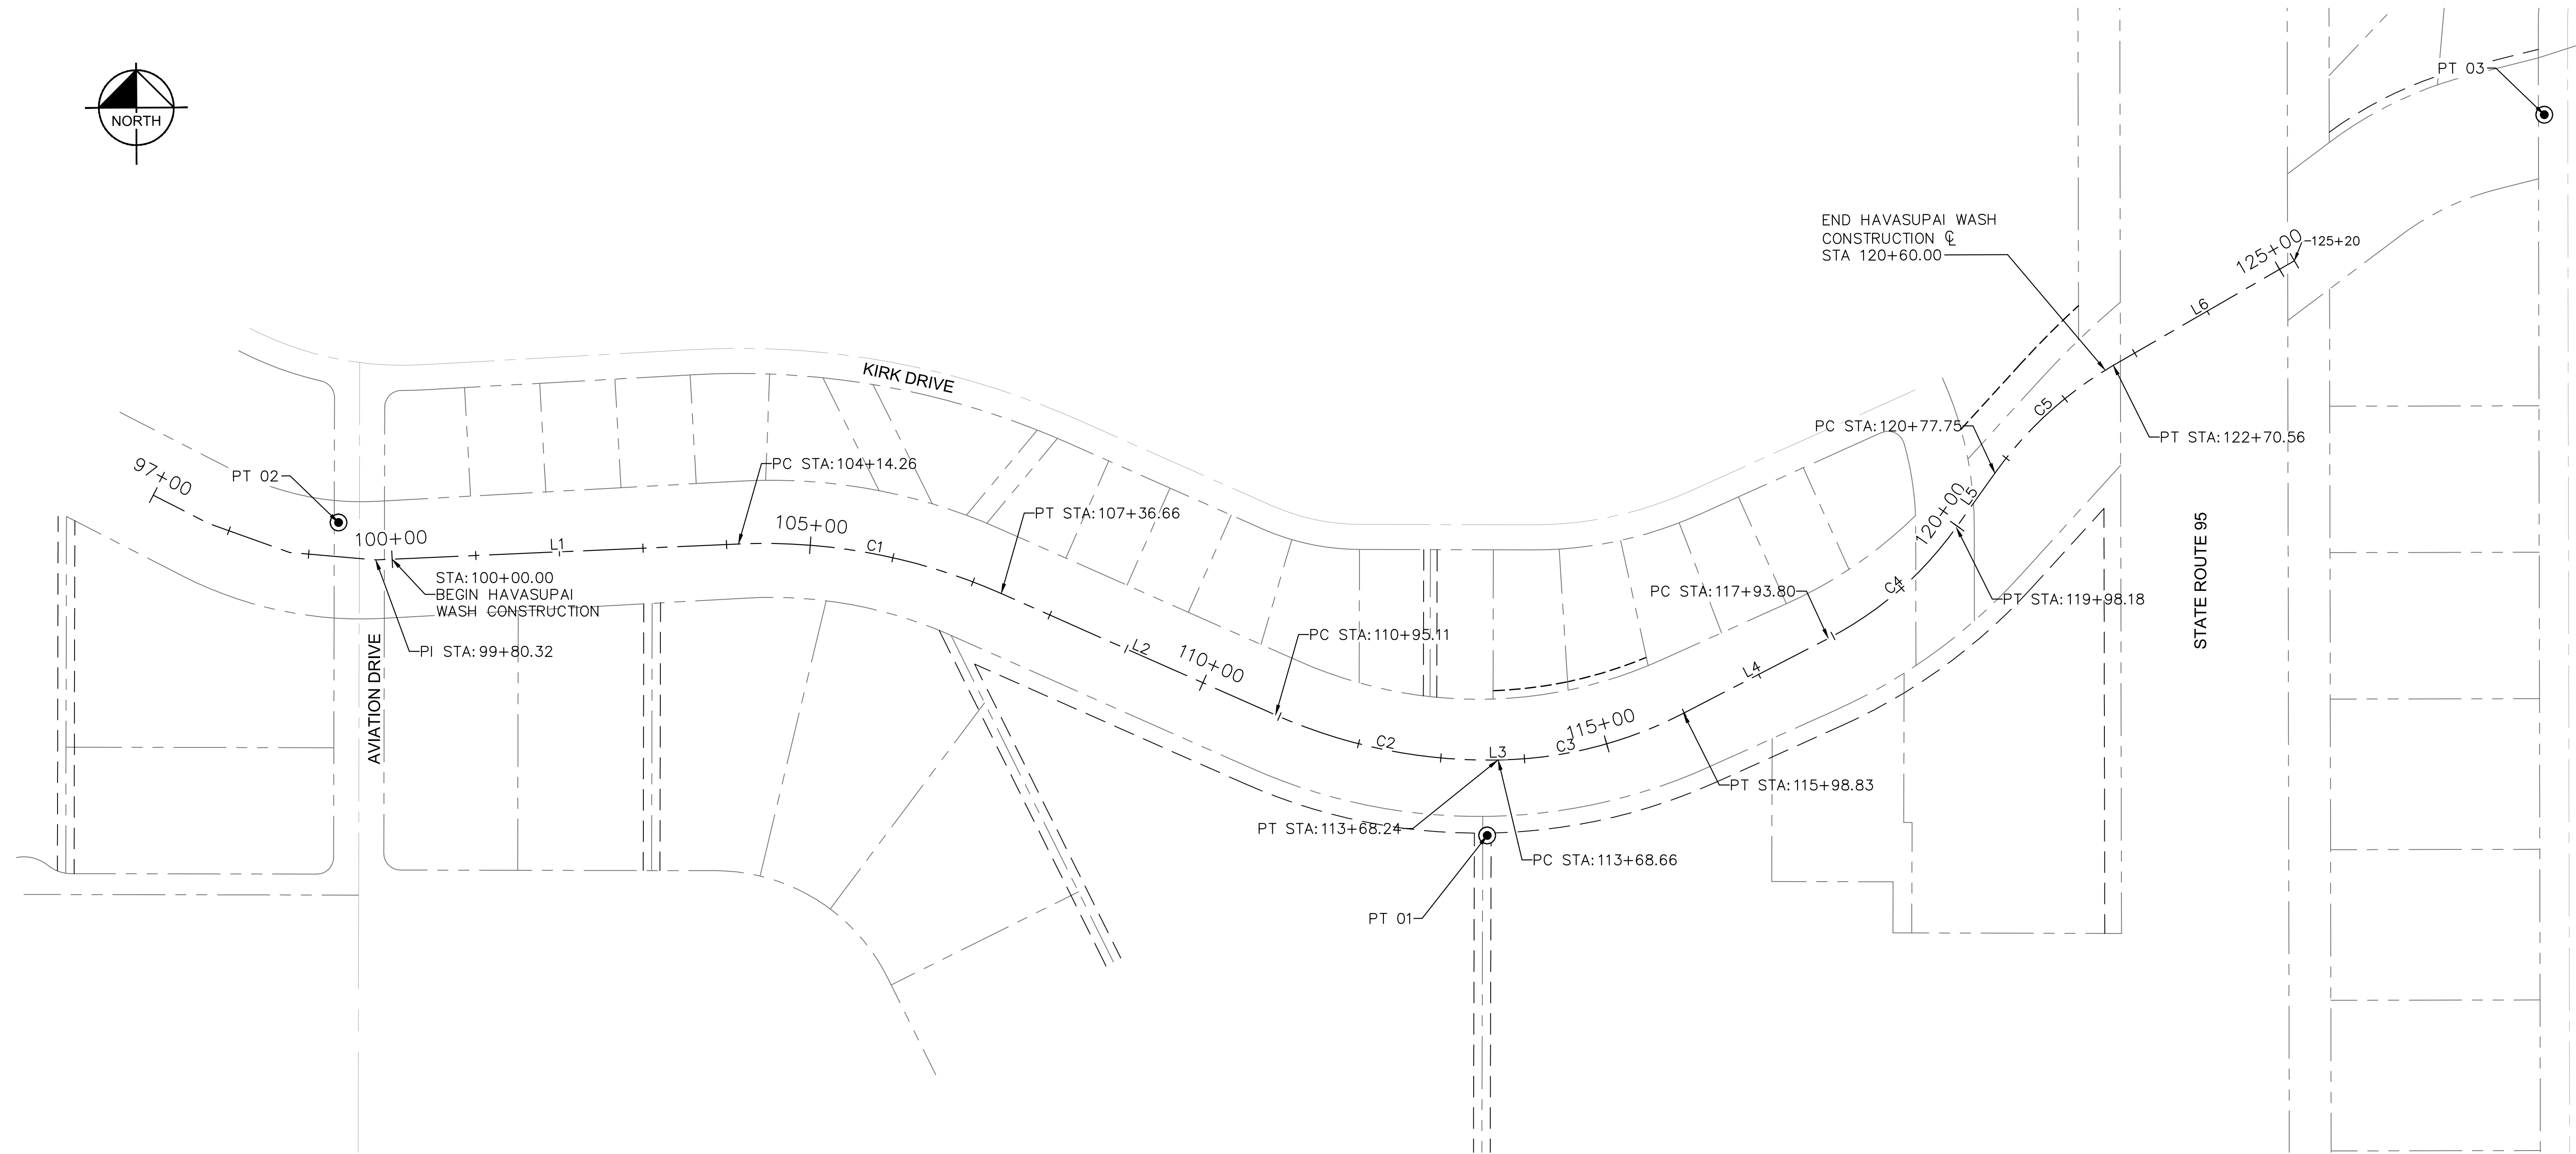 NORTH
PT 03
END HAVASUPAI WASH
CONSTRUCTION ℄
STA 120+60.00
125+00
125+20
L6
KIRK DRIVE
C5
PC STA:120+77.75
PT STA:122+70.56
97+00
PT 02
PC STA:104+14.26
L5
120+00
PT STA:107+36.66
105+00
100+00
L1
C1
STATE ROUTE 95
STA:100+00.00
BEGIN HAVASUPAI
WASH CONSTRUCTION
C4
PC STA:117+93.80
PT STA:119+98.18
PC STA:110+95.11
AVIATION DRIVE
PI STA:99+80.32
L2
110+00
L4
115+00
C2
L3
C3
PT STA:115+98.83
PT STA:113+68.24
PC STA:113+68.66
PT 01